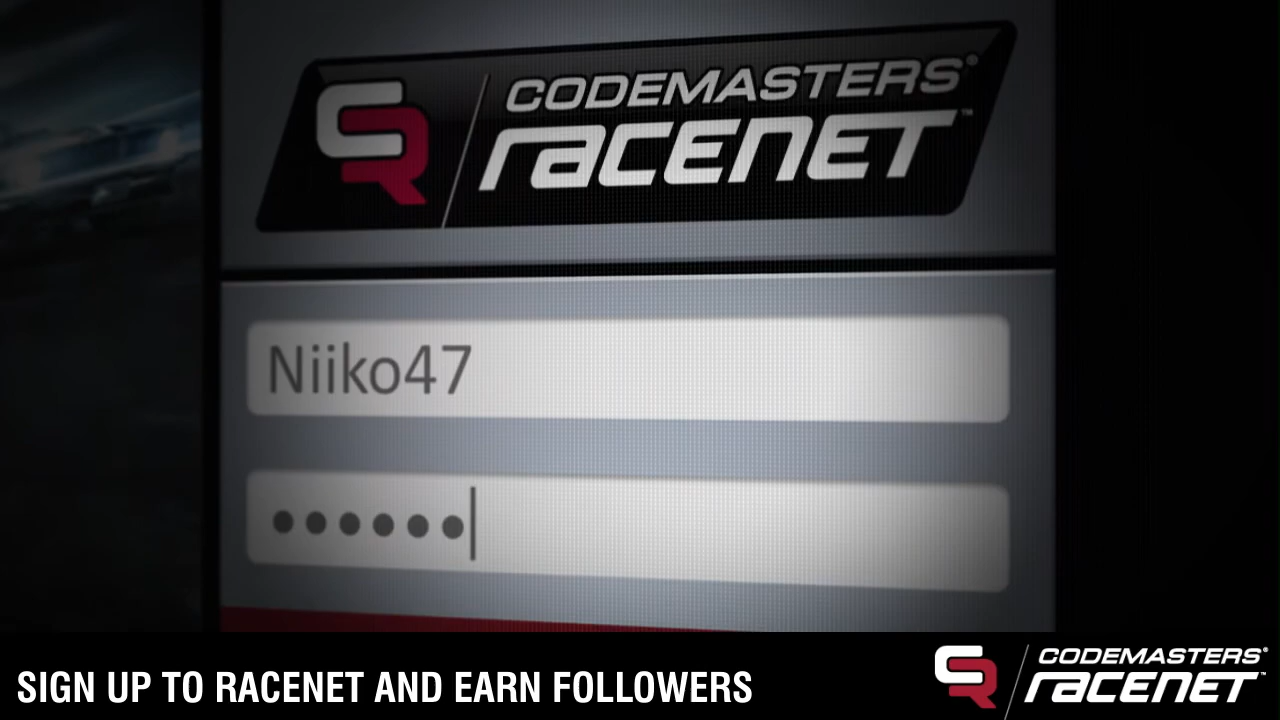 CODEMASTERS®
RACENET™
Niiko47
SIGN UP TO RACENET AND EARN FOLLOWERS
CODEMASTERS®
RACENET™